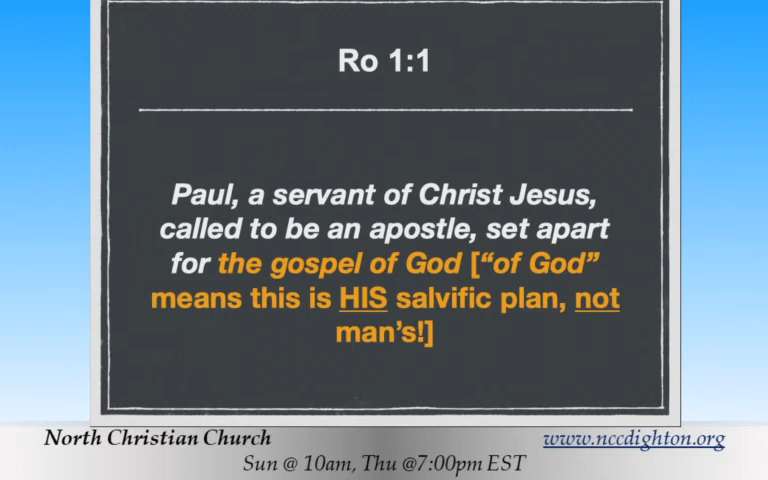 Ro 1:1
Paul, a servant of Christ Jesus,
called to be an apostle, set apart
for the gospel of God [“of God”
means this is HIS salvific plan, not
man’s!]
North Christian Church
www.nccdighton.org
Sun @ 10am, Thu @7:00pm EST